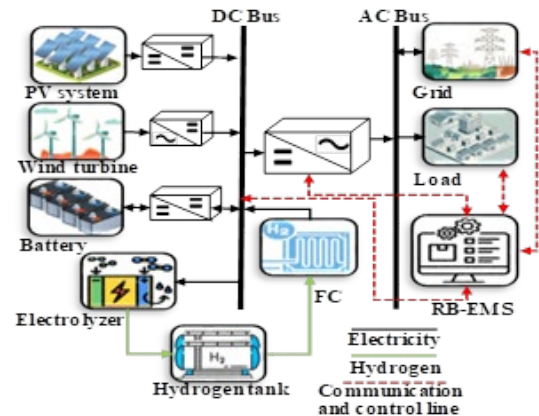 DC Bus
AC Bus
PV system
Grid
Wind turbine
Load
Battery
H2
FC
RB-EMS
Electrolyzer
H2
Hydrogen tank
Electricity
Hydrogen
Communication
and control line